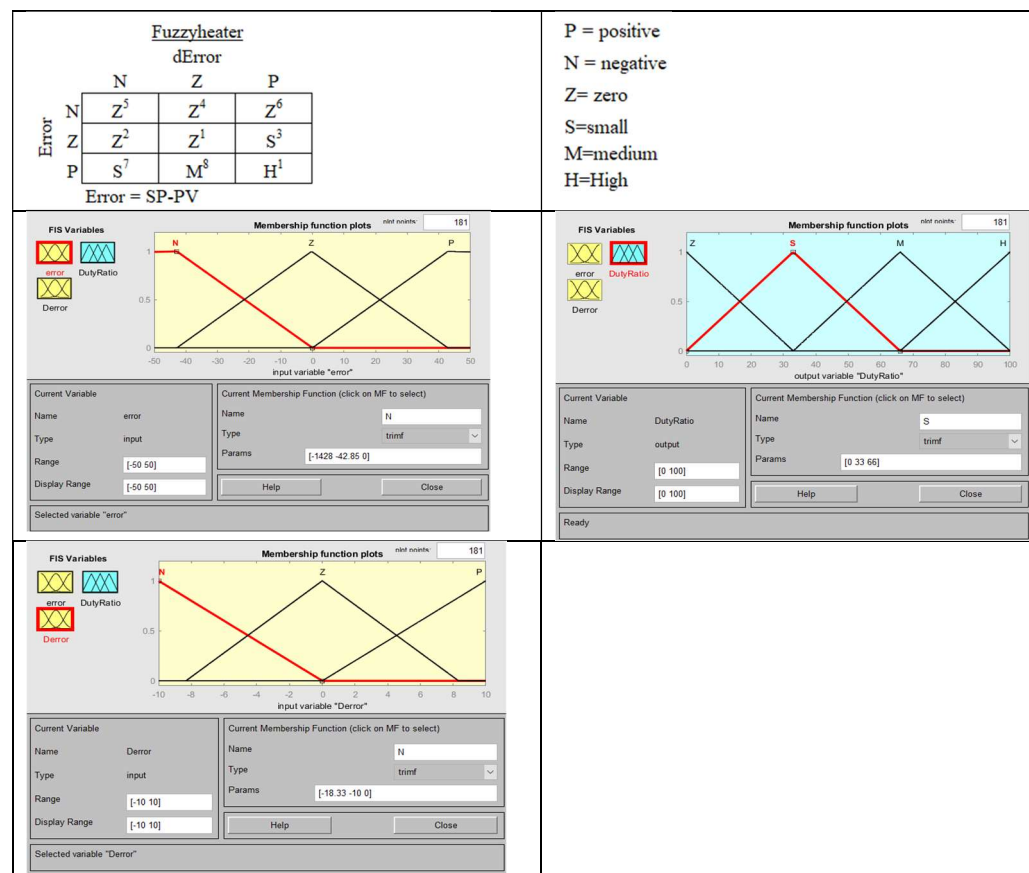 Fuzzyheater
dError
N Z P
Error
N Z⁵ Z⁴ Z⁶
Z Z² Z¹ S³
P S⁷ M⁸ H¹
Error = SP-PV
P = positive
N = negative
Z= zero
S=small
M=medium
H=High
FIS Variables
error DutyRatio
Derror
Membership function plots plot points: 181
N Z P
1
0.5
0
-50 -40 -30 -20 -10 0 10 20 30 40 50
input variable "error"
Current Variable
Name error
Type input
Range [-50 50]
Display Range [-50 50]
Current Membership Function (click on MF to select)
Name N
Type trimf
Params [-1428 -42.85 0]
Help Close
Selected variable "error"
FIS Variables
error DutyRatio
Derror
Membership function plots plot points: 181
Z S M H
1
0.5
0
0 10 20 30 40 50 60 70 80 90 100
output variable "DutyRatio"
Current Variable
Name DutyRatio
Type output
Range [0 100]
Display Range [0 100]
Current Membership Function (click on MF to select)
Name S
Type trimf
Params [0 33 66]
Help Close
Ready
FIS Variables
error DutyRatio
Derror
Membership function plots plot points: 181
N Z P
1
0.5
0
-10 -8 -6 -4 -2 0 2 4 6 8 10
input variable "Derror"
Current Variable
Name Derror
Type input
Range [-10 10]
Display Range [-10 10]
Current Membership Function (click on MF to select)
Name N
Type trimf
Params [-18.33 -10 0]
Help Close
Selected variable "Derror"